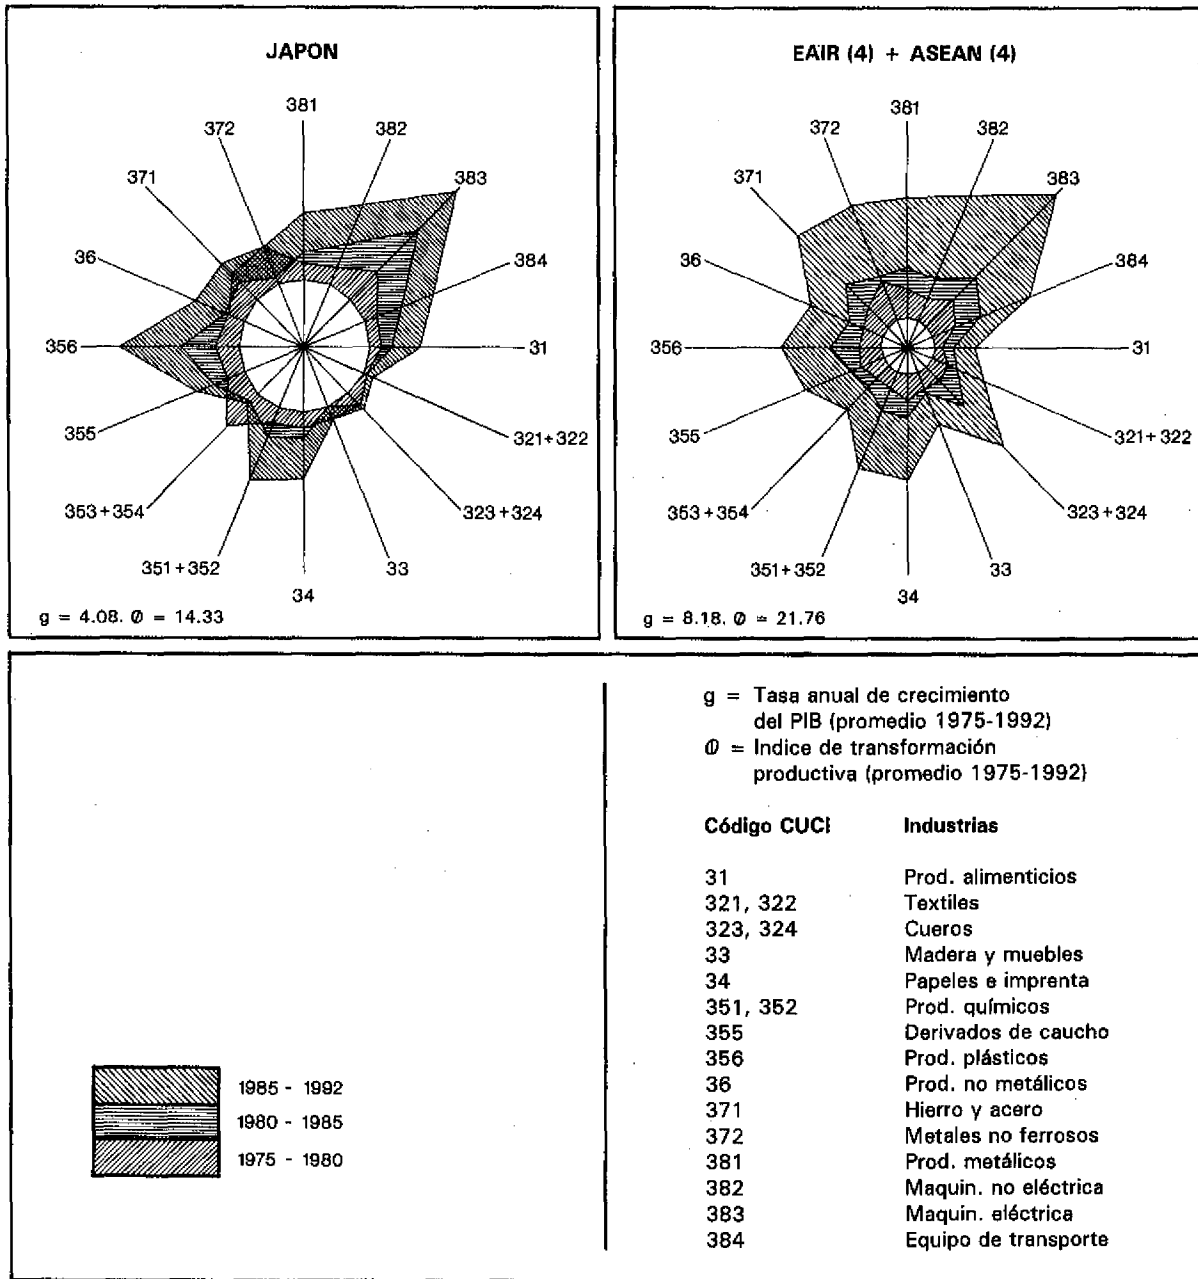 JAPON
381
372
382
371
383
36
384
356
31
355
321+322
353+354
323+324
351+352
33
34
g = 4.08. Ø = 14.33
EAIR (4) + ASEAN (4)
381
372
382
371
383
36
384
356
31
355
321+322
353+354
323+324
351+352
33
34
g = 8.18. Ø = 21.76
1985 - 1992
1980 - 1985
1975 - 1980
g = Tasa anual de crecimiento
del PIB (promedio 1975-1992)
Ø = Indice de transformación
productiva (promedio 1975-1992)
Código CUCI Industrias
31 Prod. alimenticios
321, 322 Textiles
323, 324 Cueros
33 Madera y muebles
34 Papeles e imprenta
351, 352 Prod. químicos
355 Derivados de caucho
356 Prod. plásticos
36 Prod. no metálicos
371 Hierro y acero
372 Metales no ferrosos
381 Prod. metálicos
382 Maquin. no eléctrica
383 Maquin. eléctrica
384 Equipo de transporte